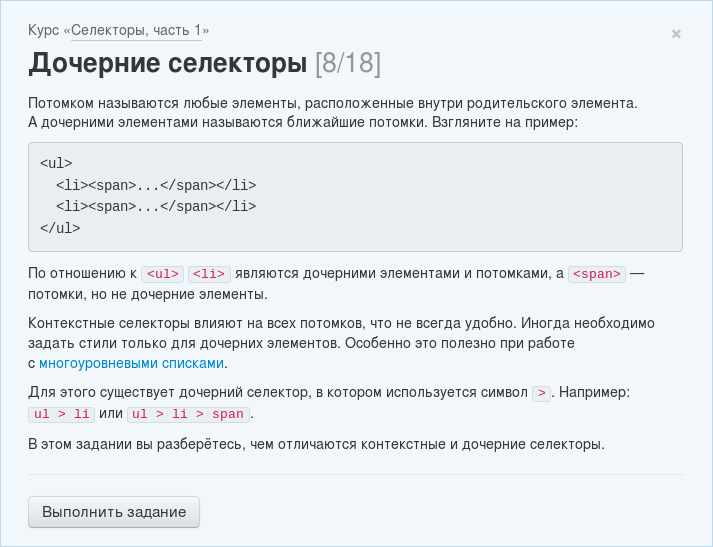 Курс «Селекторы, часть 1»
×
Дочерние селекторы [8/18]
Потомком называются любые элементы, расположенные внутри родительского элемента.
А дочерними элементами называются ближайшие потомки. Взгляните на пример:
<ul>
  <li><span>...</span></li>
  <li><span>...</span></li>
</ul>
По отношению к <ul> <li> являются дочерними элементами и потомками, а <span> —
потомки, но не дочерние элементы.
Контекстные селекторы влияют на всех потомков, что не всегда удобно. Иногда необходимо
задать стили только для дочерних элементов. Особенно это полезно при работе
с многоуровневыми списками.
Для этого существует дочерний селектор, в котором используется символ >. Например:
ul > li или ul > li > span.
В этом задании вы разберётесь, чем отличаются контекстные и дочерние селекторы.
Выполнить задание